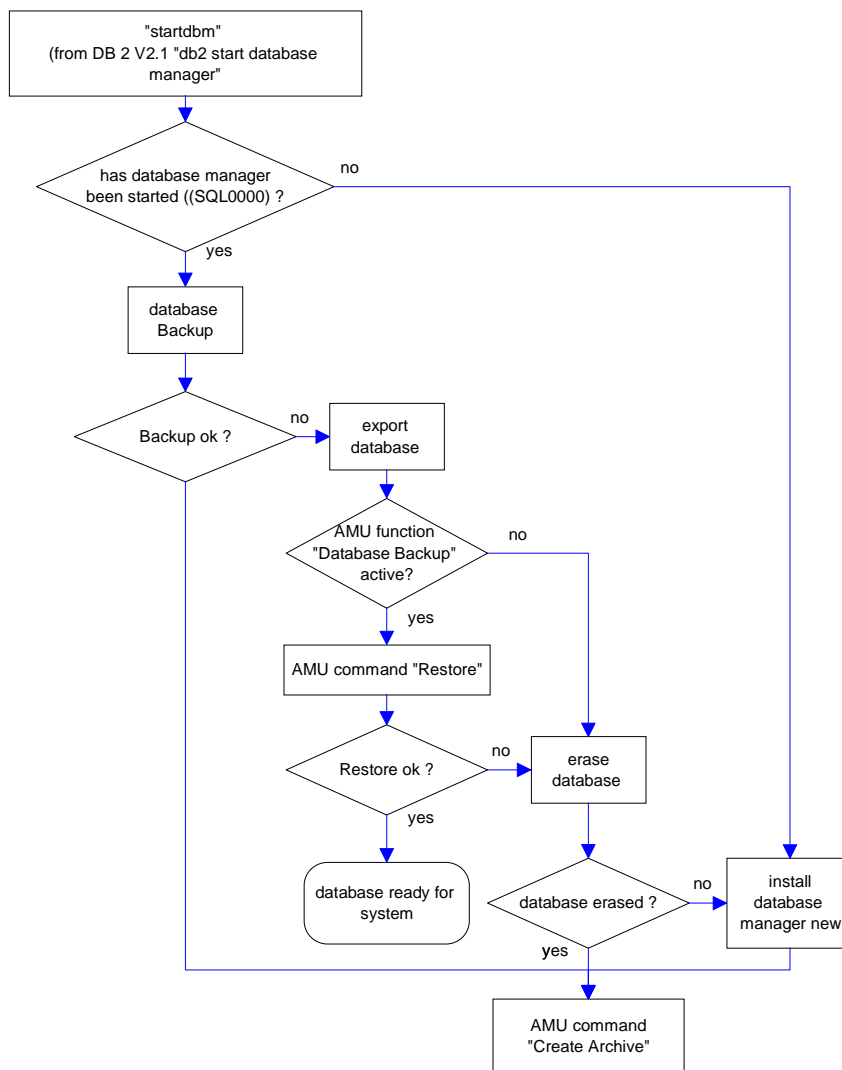 "startdbm"
(from DB 2 V2.1 "db2 start database
manager"
has database manager
been started ((SQL0000) ?
no
yes
database
Backup
Backup ok ?
no
export
database
AMU function
"Database Backup"
active?
no
yes
AMU command "Restore"
Restore ok ?
no
erase
database
yes
database ready for
system
database erased ?
no
install
database
manager new
yes
AMU command
"Create Archive"